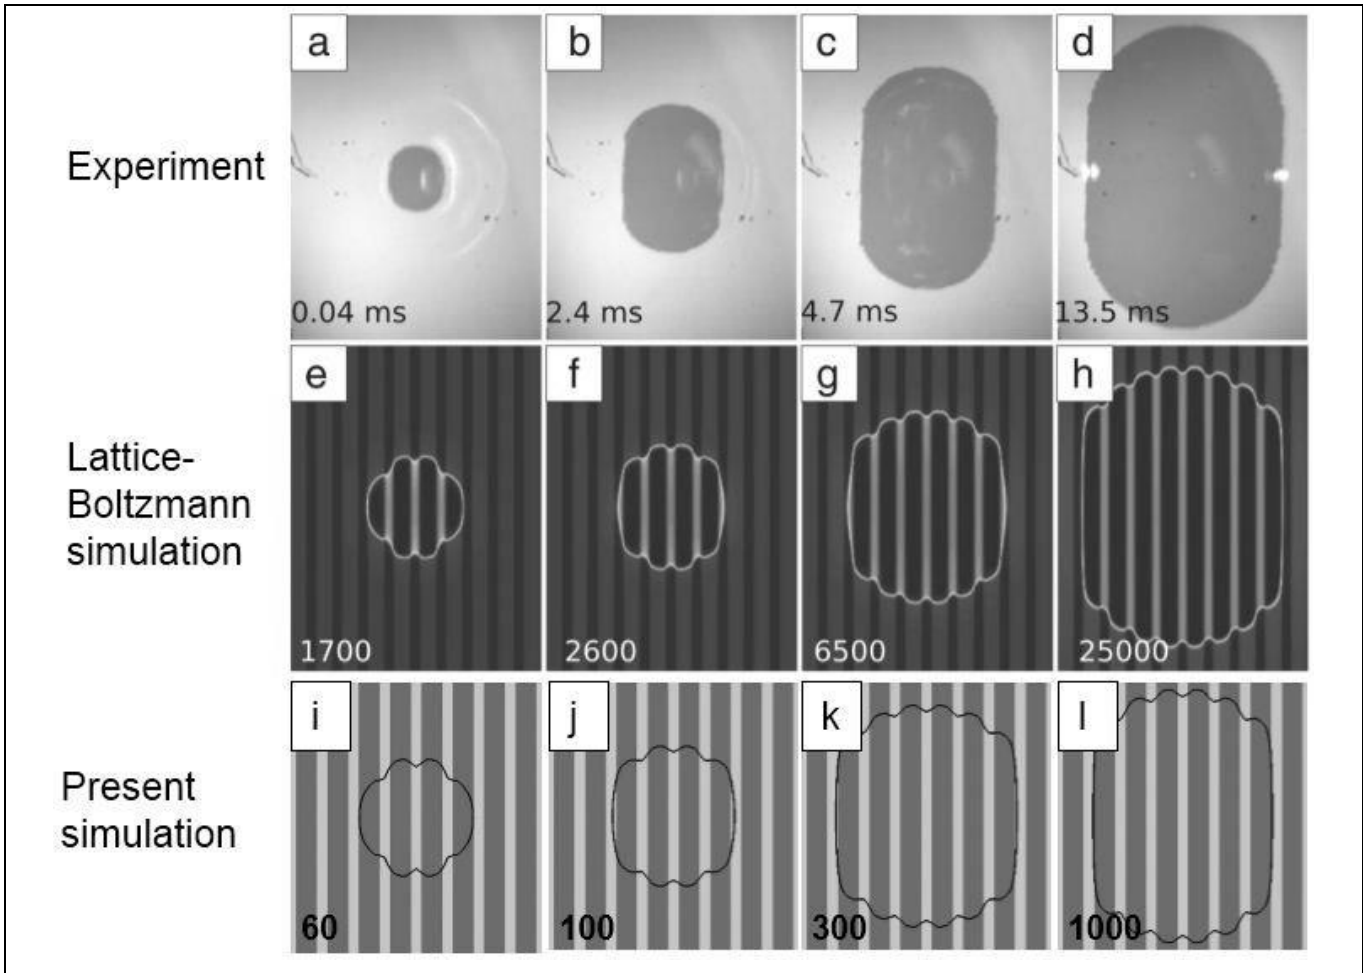 a
b
c
d
Experiment
0.04 ms
2.4 ms
4.7 ms
13.5 ms
e
f
g
h
Lattice-
Boltzmann
simulation
1700
2600
6500
25000
i
j
k
l
Present
simulation
60
100
300
1000